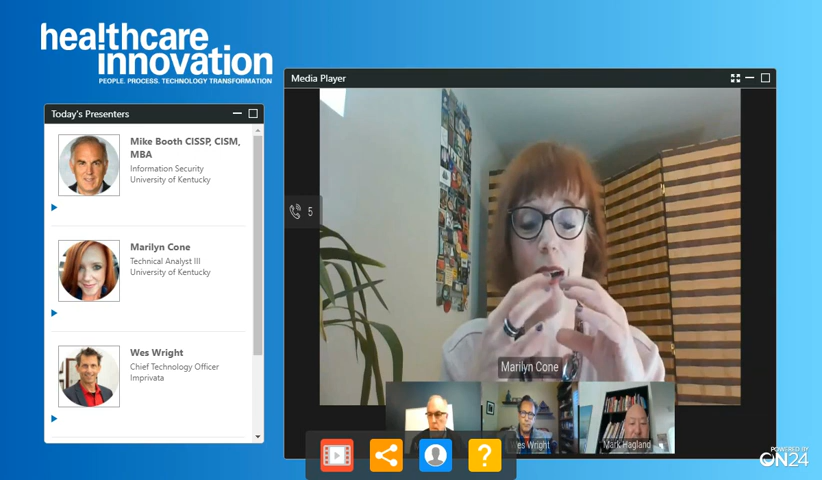 healthcare
innovation
PEOPLE. PROCESS. TECHNOLOGY TRANSFORMATION
Media Player
Today's Presenters
Mike Booth CISSP, CISM,
MBA
Information Security
University of Kentucky
Marilyn Cone
Technical Analyst III
University of Kentucky
Wes Wright
Chief Technology Officer
Imprivata
5
Marilyn Cone
es Wright
Mark Hagland
?
POWERED BY
ON24